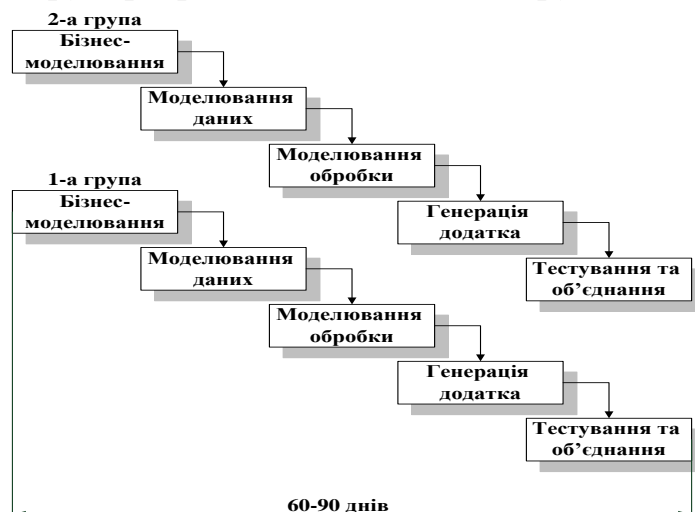 2-а група
Бізнес-
моделювання
Моделювання
даних
Моделювання
обробки
Генерація
додатка
Тестування та
об’єднання
1-а група
Бізнес-
моделювання
Моделювання
даних
Моделювання
обробки
Генерація
додатка
Тестування та
об’єднання
60-90 днів